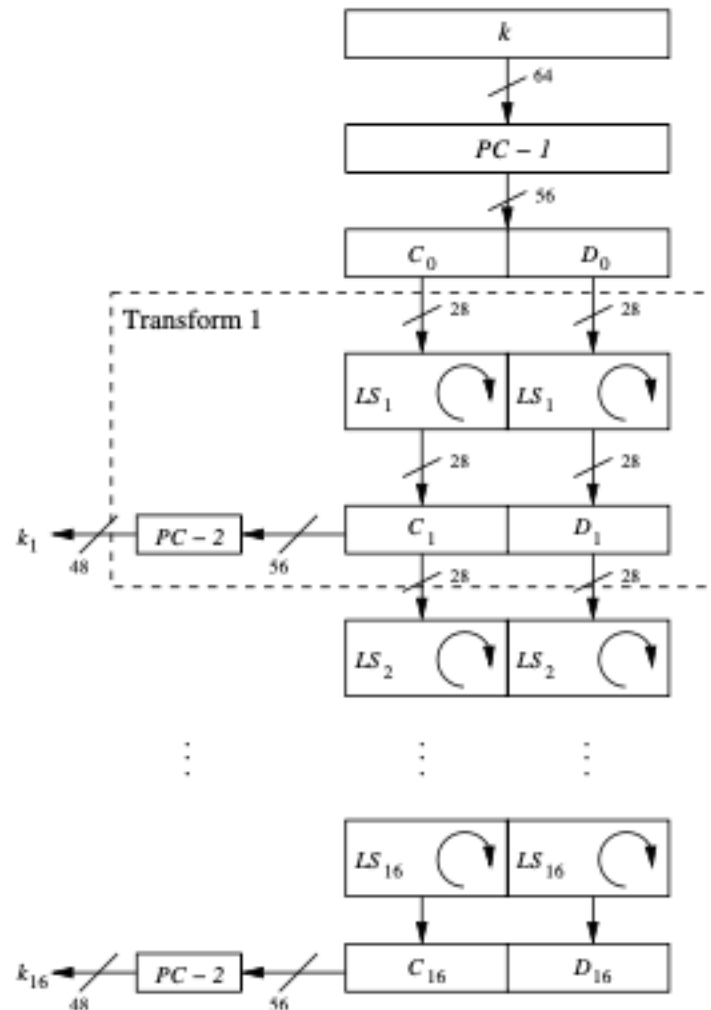 k
64
PC – 1
56
C₀ D₀
Transform 1
28 28
LS₁ LS₁
28 28
k₁ 48 PC – 2 56 C₁ D₁
28 28
LS₂ LS₂
LS₁₆ LS₁₆
k₁₆ 48 PC – 2 56 C₁₆ D₁₆